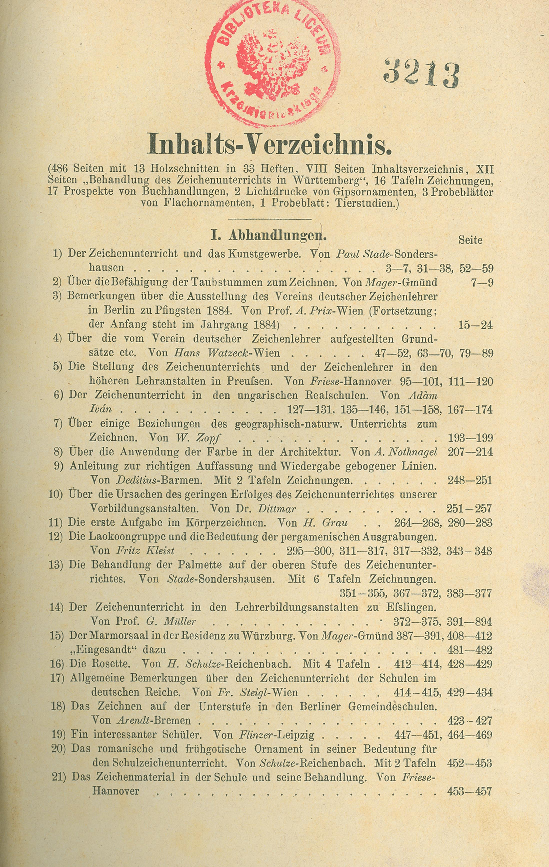 BIBLJOTEKA LICEUM
Krzemienieckiego
3213
Inhalts-Verzeichnis.
(486 Seiten mit 13 Holzschnitten in 33 Heften, VIII Seiten Inhaltsverzeichnis, XII
Seiten „Behandlung des Zeichenunterrichts in Württemberg“, 16 Tafeln Zeichnungen,
17 Prospekte von Buchhandlungen, 2 Lichtdrucke von Gipsornamenten, 3 Probeblätter
von Flachornamenten, 1 Probeblatt: Tierstudien.)
I. Abhandlungen.
Seite
1) Der Zeichenunterricht und das Kunstgewerbe. Von Paul Stade-Sonders-
hausen . . . . . . . . . . . . . . . . 3—7, 31—38, 52—59
2) Über die Befähigung der Taubstummen zum Zeichnen. Von Mager-Gmünd 7—9
3) Bemerkungen über die Ausstellung des Vereins deutscher Zeichenlehrer
in Berlin zu Pfingsten 1884. Von Prof. A. Prix-Wien (Fortsetzung;
der Anfang steht im Jahrgang 1884) . . . . . . . . . 15—24
4) Über die vom Verein deutscher Zeichenlehrer aufgestellten Grund-
sätze etc. Von Hans Watzeck-Wien . . . . . . 47—52, 63—70, 79—89
5) Die Stellung des Zeichenunterrichts und der Zeichenlehrer in den
höheren Lehranstalten in Preufsen. Von Friese-Hannover 95—101, 111—120
6) Der Zeichenunterricht in den ungarischen Realschulen. Von Adám
Iván . . . . . . . . . . . 127—131, 135—146, 151—158, 167—174
7) Über einige Beziehungen des geographisch-naturw. Unterrichts zum
Zeichnen. Von W. Zopf . . . . . . . . . . . . . . 193—199
8) Über die Anwendung der Farbe in der Architektur. Von A. Nothnagel 207—214
9) Anleitung zur richtigen Auffassung und Wiedergabe gebogener Linien.
Von Deditius-Barmen. Mit 2 Tafeln Zeichnungen. . . . . . . 248—251
10) Über die Ursachen des geringen Erfolges des Zeichenunterrichtes unserer
Vorbildungsanstalten. Von Dr. Dittmar . . . . . . . . . 251—257
11) Die erste Aufgabe im Körperzeichnen. Von H. Grau . . 264—268, 280—283
12) Die Laokoongruppe und die Bedeutung der pergamenischen Ausgrabungen.
Von Fritz Kleist . . . . . . . 295—300, 311—317, 317—332, 343—348
13) Die Behandlung der Palmette auf der oberen Stufe des Zeichenunter-
richtes. Von Stade-Sondershausen. Mit 6 Tafeln Zeichnungen.
351—355, 367—372, 383—377
14) Der Zeichenunterricht in den Lehrerbildungsanstalten zu Efslingen.
Von Prof. G. Müller . . . . . . . . . . . 372—375, 391—894
15) Der Marmorsaal in der Residenz zu Würzburg. Von Mager-Gmünd 387—391, 408—412
„Eingesandt“ dazu . . . . . . . . . . . . . . . . 481—482
16) Die Rosette. Von H. Schulze-Reichenbach. Mit 4 Tafeln . 412—414, 428—429
17) Allgemeine Bemerkungen über den Zeichenunterricht der Schulen im
deutschen Reiche. Von Fr. Steigl-Wien . . . . . . 414—415, 429—434
18) Das Zeichnen auf der Unterstufe in den Berliner Gemeindeschulen.
Von Arendt-Bremen . . . . . . . . . . . . . . . . 423—427
19) Ein interessanter Schüler. Von Flinzer-Leipzig . . . . 447—451, 464—469
20) Das romanische und frühgotische Ornament in seiner Bedeutung für
den Schulzeichenunterricht. Von Schulze-Reichenbach. Mit 2 Tafeln 452—453
21) Das Zeichenmaterial in der Schule und seine Behandlung. Von Friese-
Hannover . . . . . . . . . . . . . . . . . . 453—457